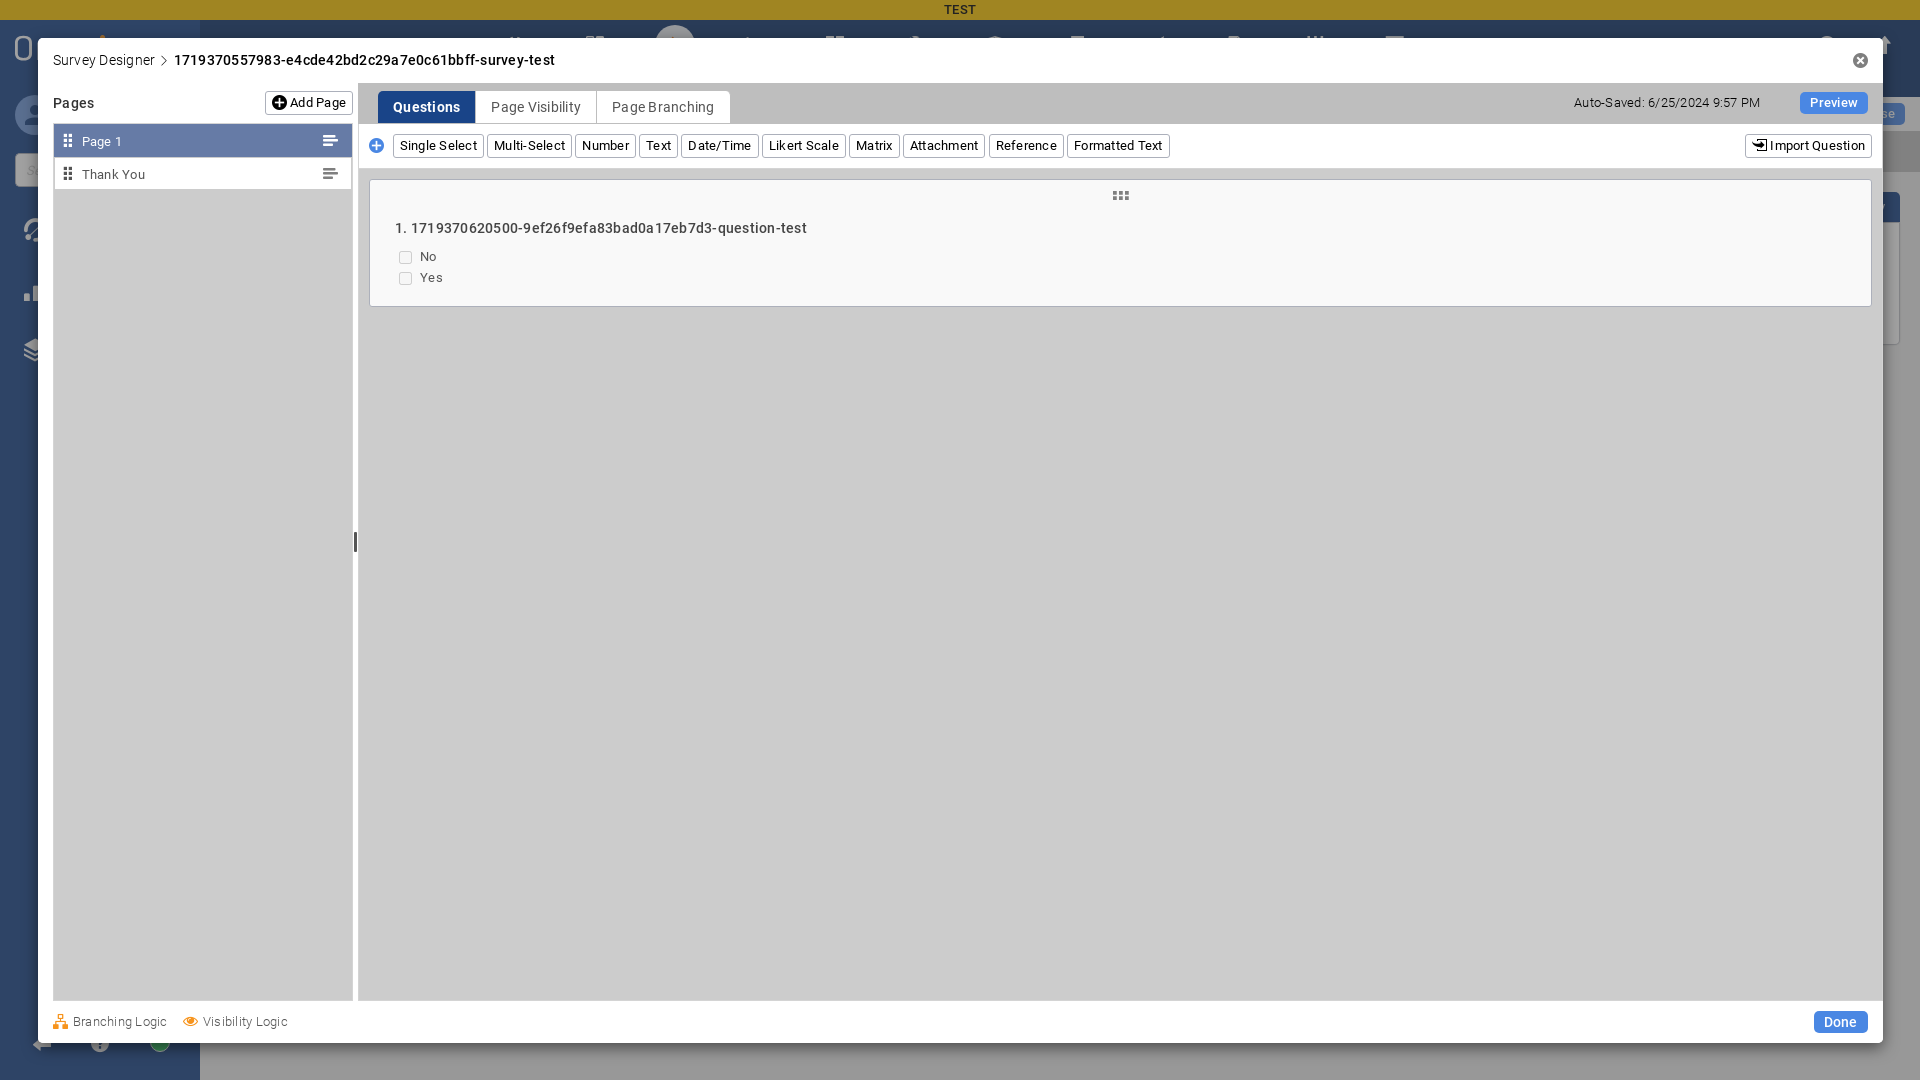 TEST
Survey Designer
1719370557983-e4cde42bd2c29a7e0c61bbff-survey-test
Pages
Add Page
Page 1
Thank You
Questions
Page Visibility
Page Branching
Auto-Saved: 6/25/2024 9:57 PM
Preview
Single Select
Multi-Select
Number
Text
Date/Time
Likert Scale
Matrix
Attachment
Reference
Formatted Text
Import Question
1. 1719370620500-9ef26f9efa83bad0a17eb7d3-question-test
No
Yes
Branching Logic
Visibility Logic
Done